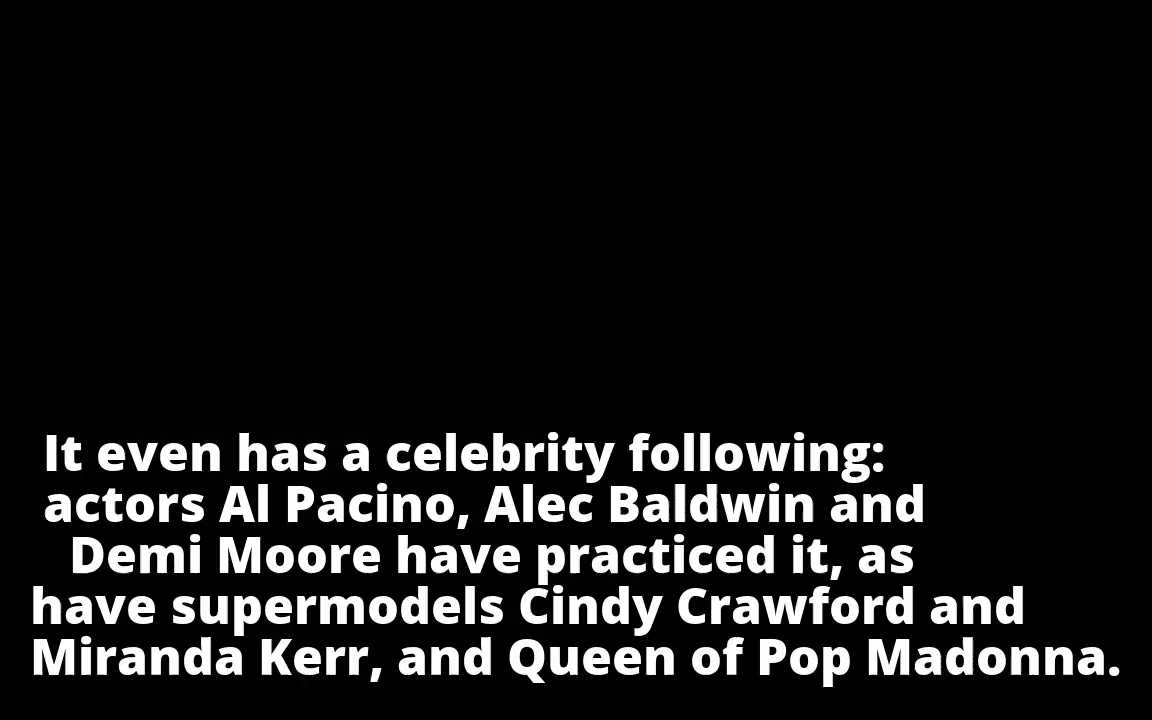 It even has a celebrity following:
actors Al Pacino, Alec Baldwin and
Demi Moore have practiced it, as
have supermodels Cindy Crawford and
Miranda Kerr, and Queen of Pop Madonna.